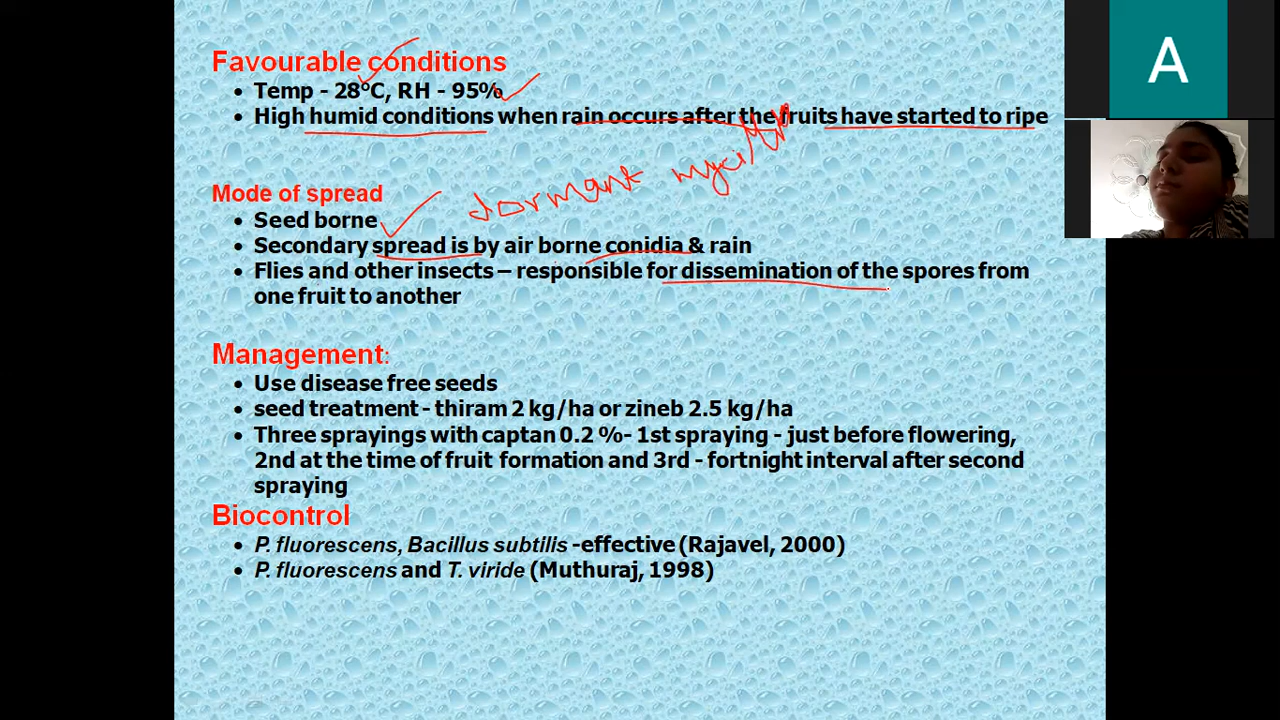 A
Favourable conditions
• Temp - 28ºC, RH - 95%
• High humid conditions when rain occurs after the fruits have started to ripe
dormant
Mode of spread
• Seed borne
• Secondary spread is by air borne conidia & rain
• Flies and other insects – responsible for dissemination of the spores from
one fruit to another
Management:
• Use disease free seeds
• seed treatment - thiram 2 kg/ha or zineb 2.5 kg/ha
• Three sprayings with captan 0.2 %- 1st spraying - just before flowering,
2nd at the time of fruit formation and 3rd - fortnight interval after second
spraying
Biocontrol
• P. fluorescens, Bacillus subtilis -effective (Rajavel, 2000)
• P. fluorescens and T. viride (Muthuraj, 1998)